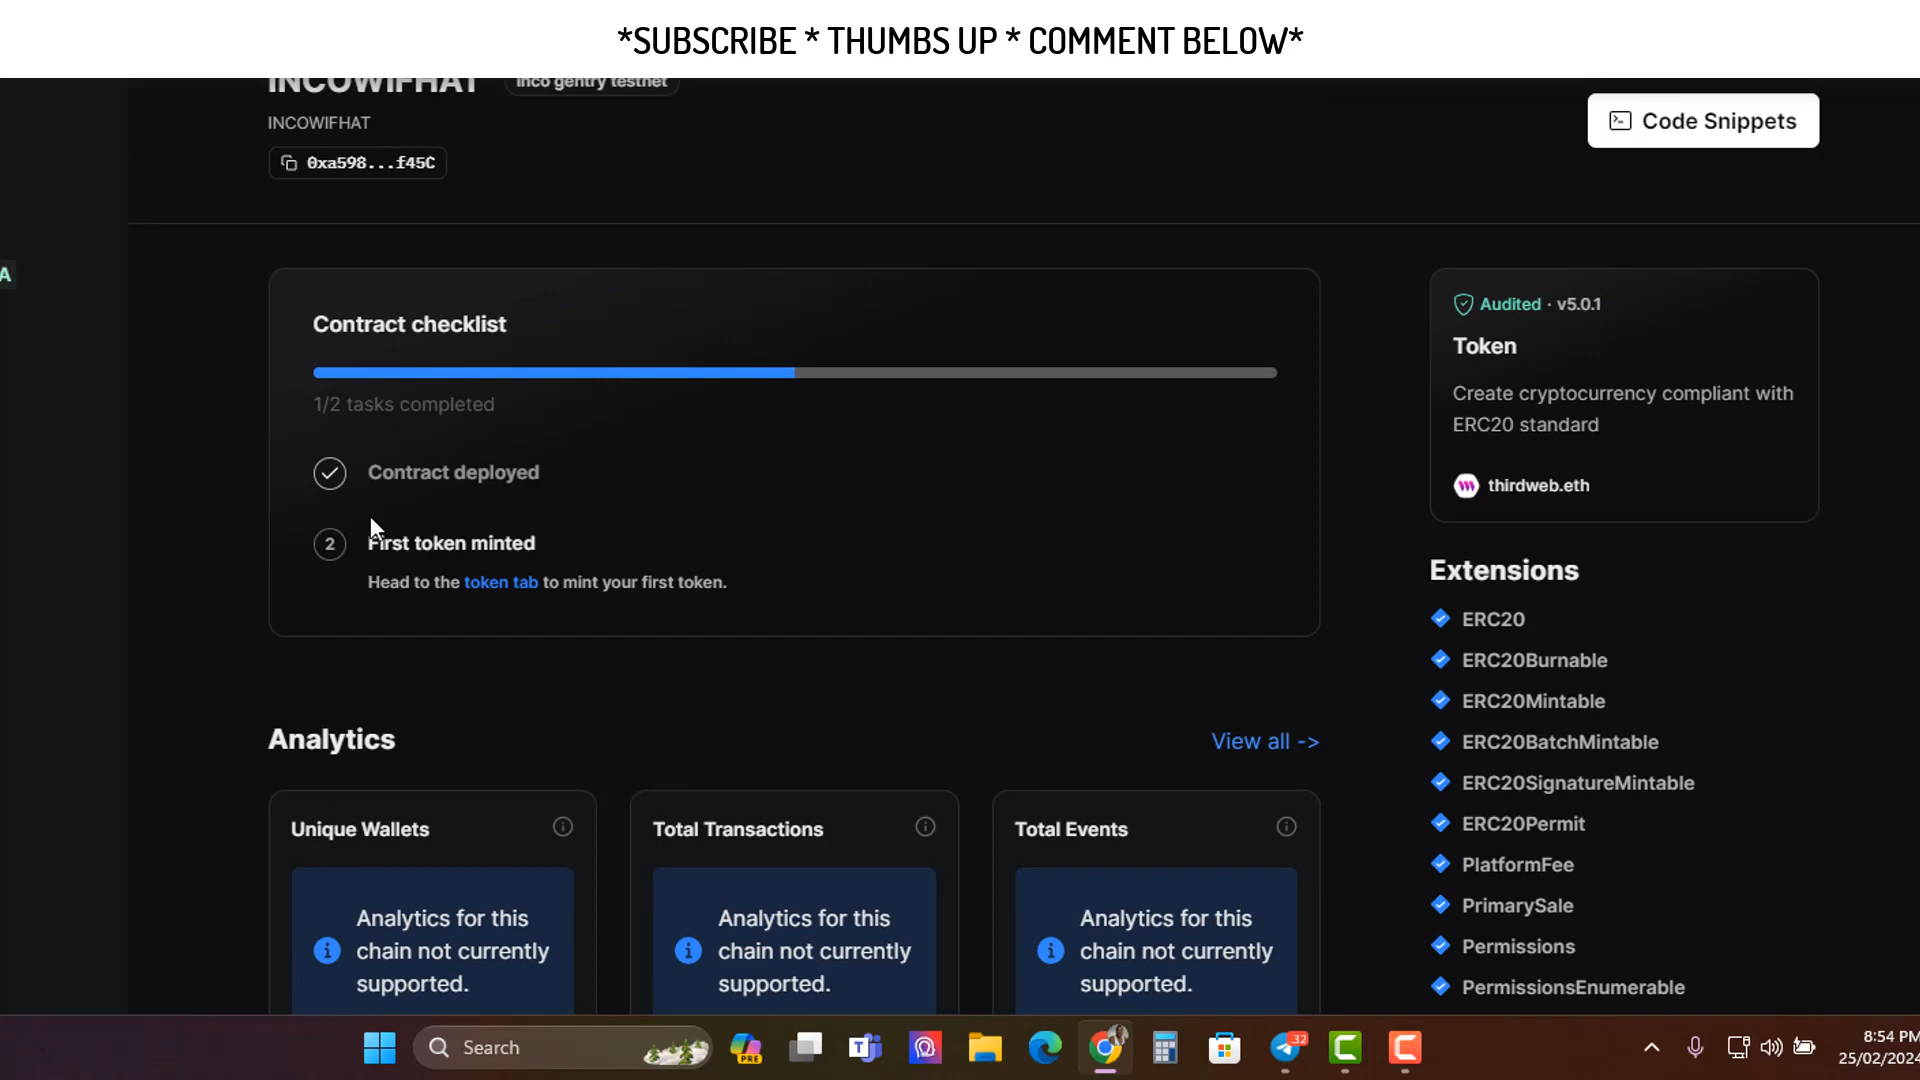 *SUBSCRIBE * THUMBS UP * COMMENT BELOW*
INCOWIFHAT
Inco gentry testnet
INCOWIFHAT
0xa598...f45C
Code Snippets
A
Contract checklist
1/2 tasks completed
Contract deployed
2
First token minted
Head to the token tab to mint your first token.
Audited · v5.0.1
Token
Create cryptocurrency compliant with
ERC20 standard
thirdweb.eth
Extensions
ERC20
ERC20Burnable
ERC20Mintable
ERC20BatchMintable
ERC20SignatureMintable
ERC20Permit
PlatformFee
PrimarySale
Permissions
PermissionsEnumerable
Analytics
View all ->
Unique Wallets
Analytics for this
chain not currently
supported.
Total Transactions
Analytics for this
chain not currently
supported.
Total Events
Analytics for this
chain not currently
supported.
Search
PRE
32
8:54 PM
25/02/2024